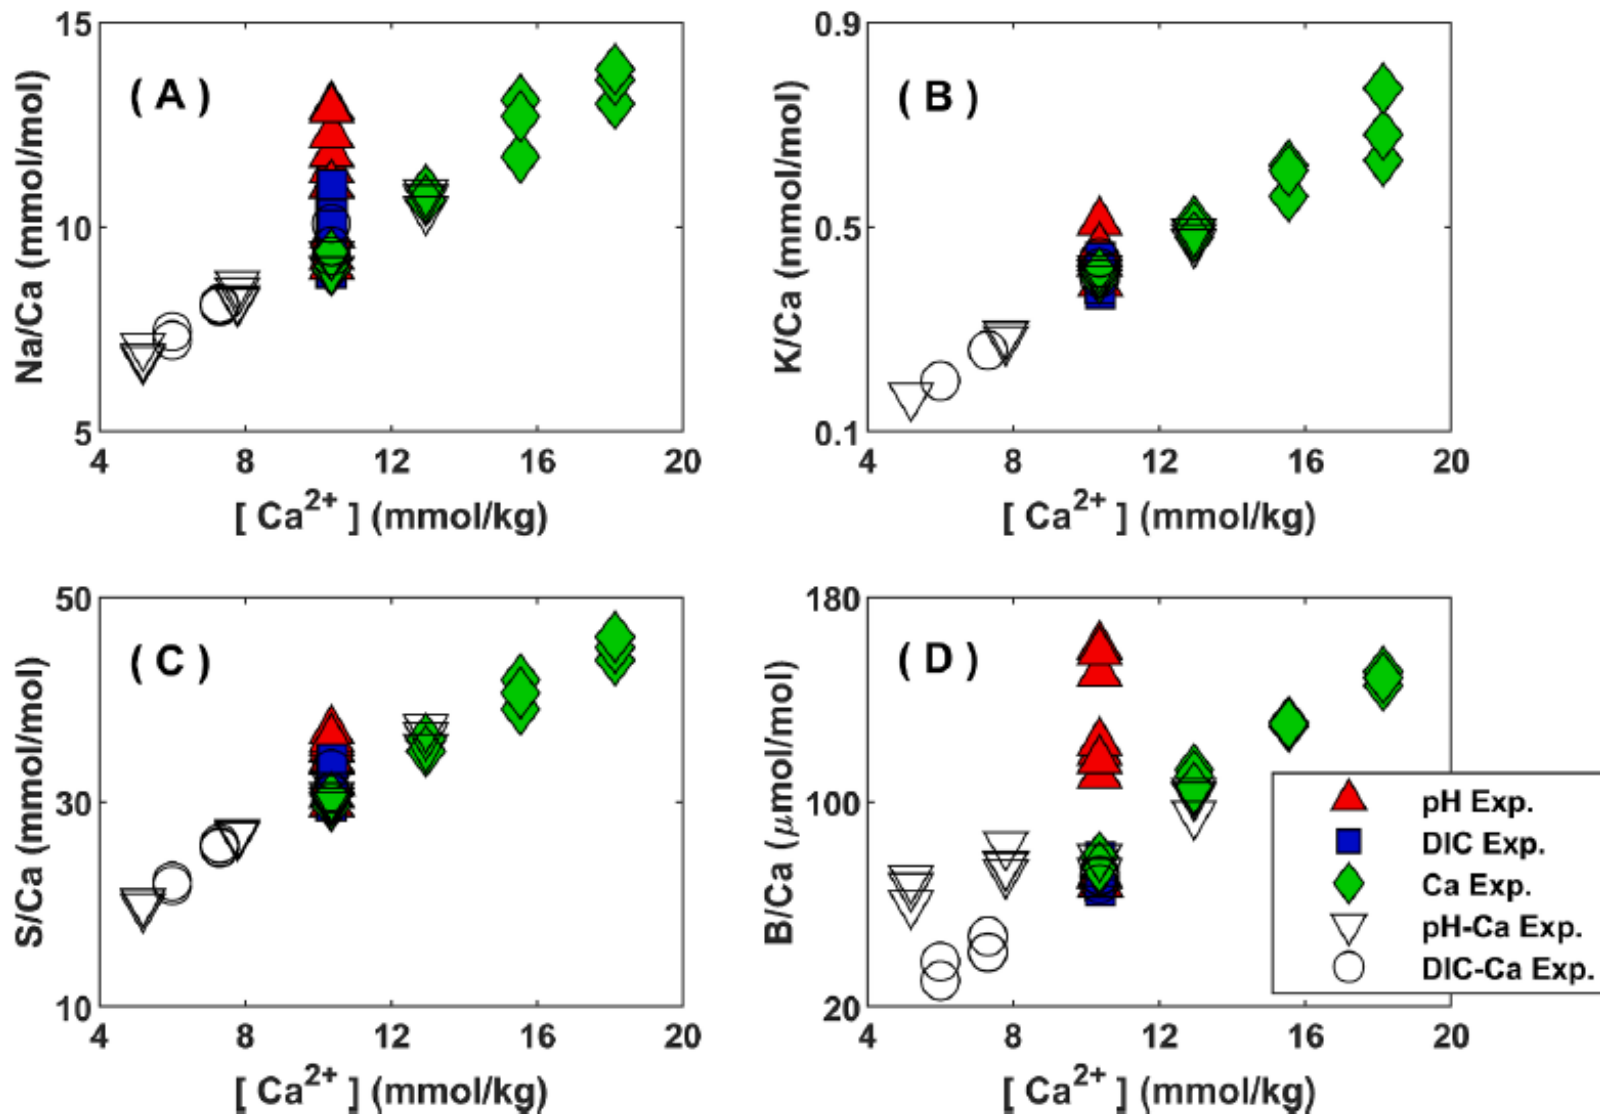 15
( A )
10
5
Na/Ca (mmol/mol)
4 8 12 16 20
[ Ca2+ ] (mmol/kg)
0.9
( B )
0.5
0.1
K/Ca (mmol/mol)
4 8 12 16 20
[ Ca2+ ] (mmol/kg)
50
( C )
30
10
S/Ca (mmol/mol)
4 8 12 16 20
[ Ca2+ ] (mmol/kg)
180
( D )
100
20
B/Ca (μmol/mol)
4 8 12 16 20
[ Ca2+ ] (mmol/kg)
pH Exp.
DIC Exp.
Ca Exp.
pH-Ca Exp.
DIC-Ca Exp.